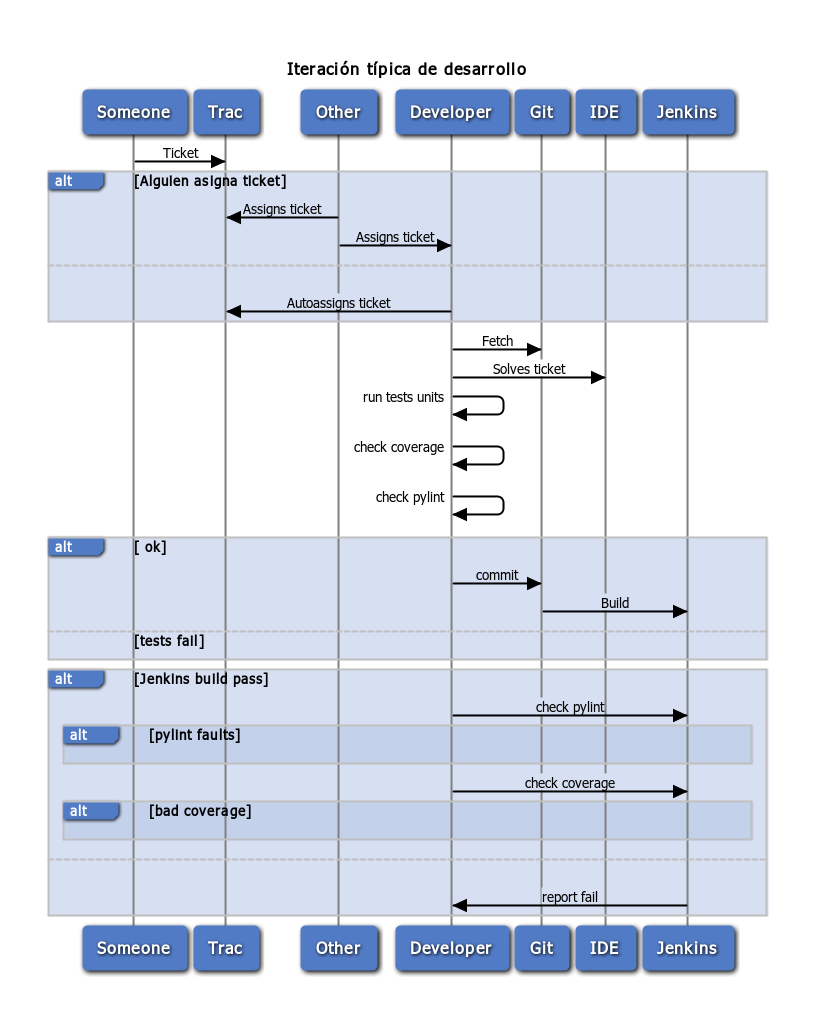 Iteración típica de desarrollo
Someone Trac Other Developer Git IDE Jenkins
Ticket
alt [Alguien asigna ticket]
Assigns ticket
Assigns ticket
Autoassigns ticket
Fetch
Solves ticket
run tests units
check coverage
check pylint
alt [ ok]
commit
Build
[tests fail]
alt [Jenkins build pass]
check pylint
alt [pylint faults]
check coverage
alt [bad coverage]
report fail
Someone Trac Other Developer Git IDE Jenkins